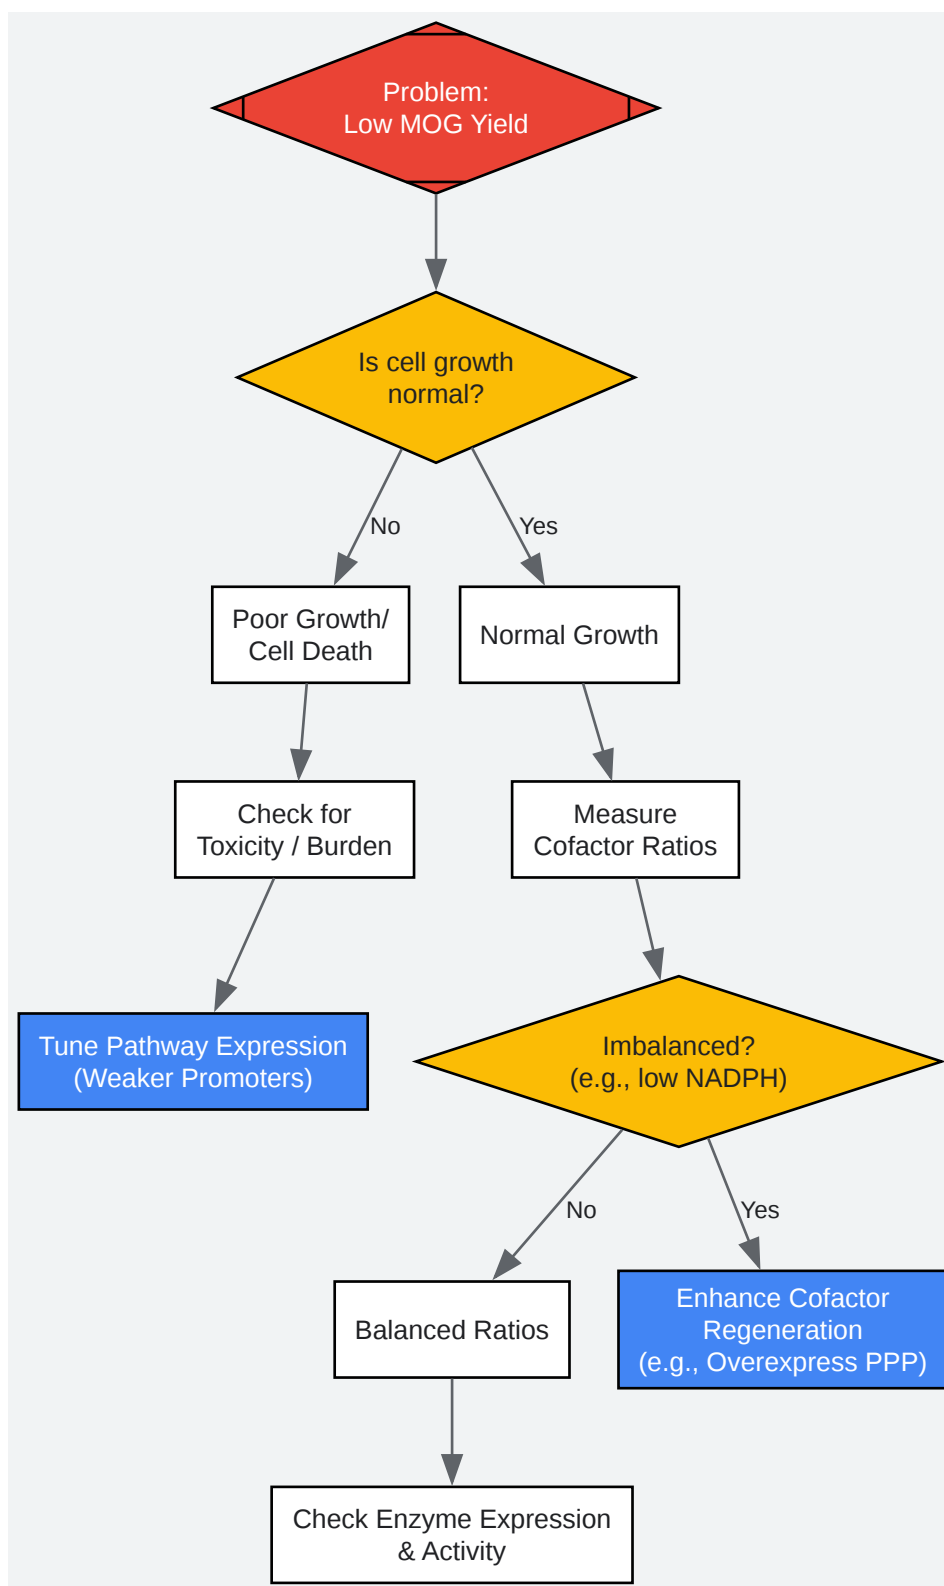 Problem:
Low MOG Yield
Is cell growth
normal?
No
Yes
Poor Growth/
Cell Death
Normal Growth
Check for
Toxicity / Burden
Measure
Cofactor Ratios
Tune Pathway Expression
(Weaker Promoters)
Imbalanced?
(e.g., low NADPH)
No
Yes
Balanced Ratios
Enhance Cofactor
Regeneration
(e.g., Overexpress PPP)
Check Enzyme Expression
& Activity